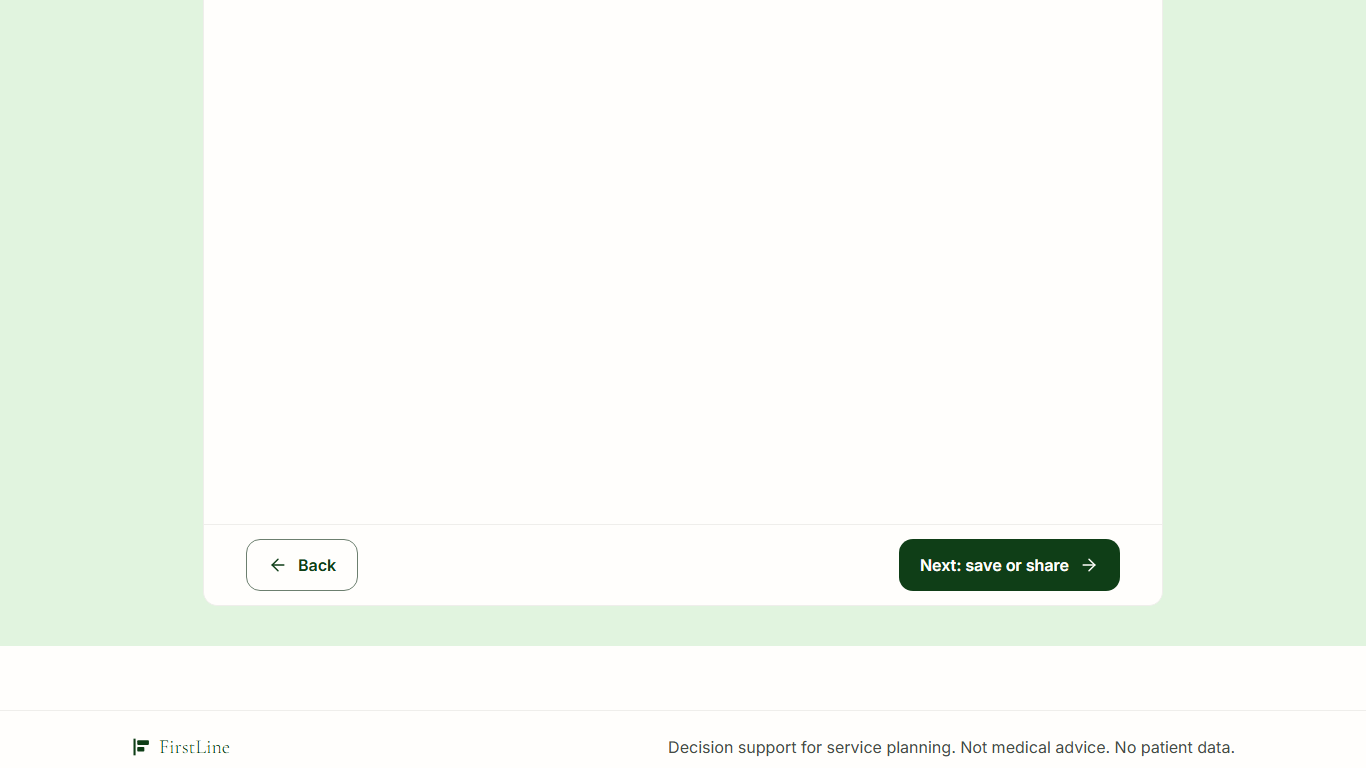 Back
Next: save or share
FirstLine
Decision support for service planning. Not medical advice. No patient data.